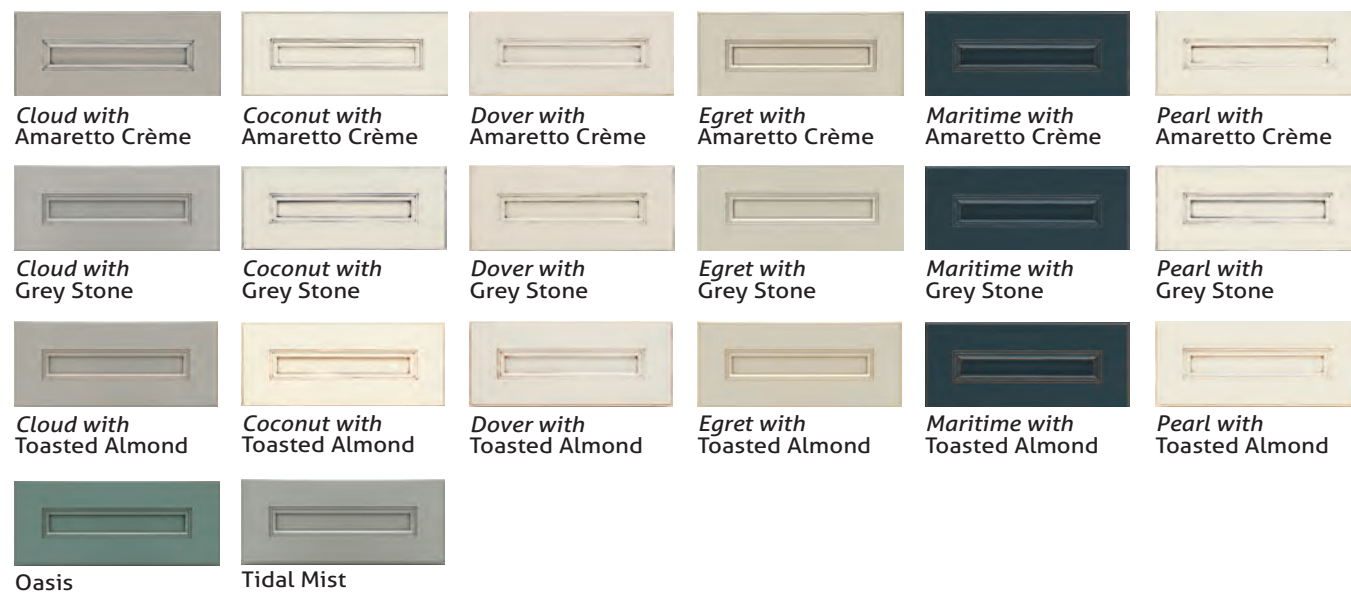 Cloud with
Amaretto Crème
Coconut with
Amaretto Crème
Dover with
Amaretto Crème
Egret with
Amaretto Crème
Maritime with
Amaretto Crème
Pearl with
Amaretto Crème
Cloud with
Grey Stone
Coconut with
Grey Stone
Dover with
Grey Stone
Egret with
Grey Stone
Maritime with
Grey Stone
Pearl with
Grey Stone
Cloud with
Toasted Almond
Coconut with
Toasted Almond
Dover with
Toasted Almond
Egret with
Toasted Almond
Maritime with
Toasted Almond
Pearl with
Toasted Almond
Oasis
Tidal Mist